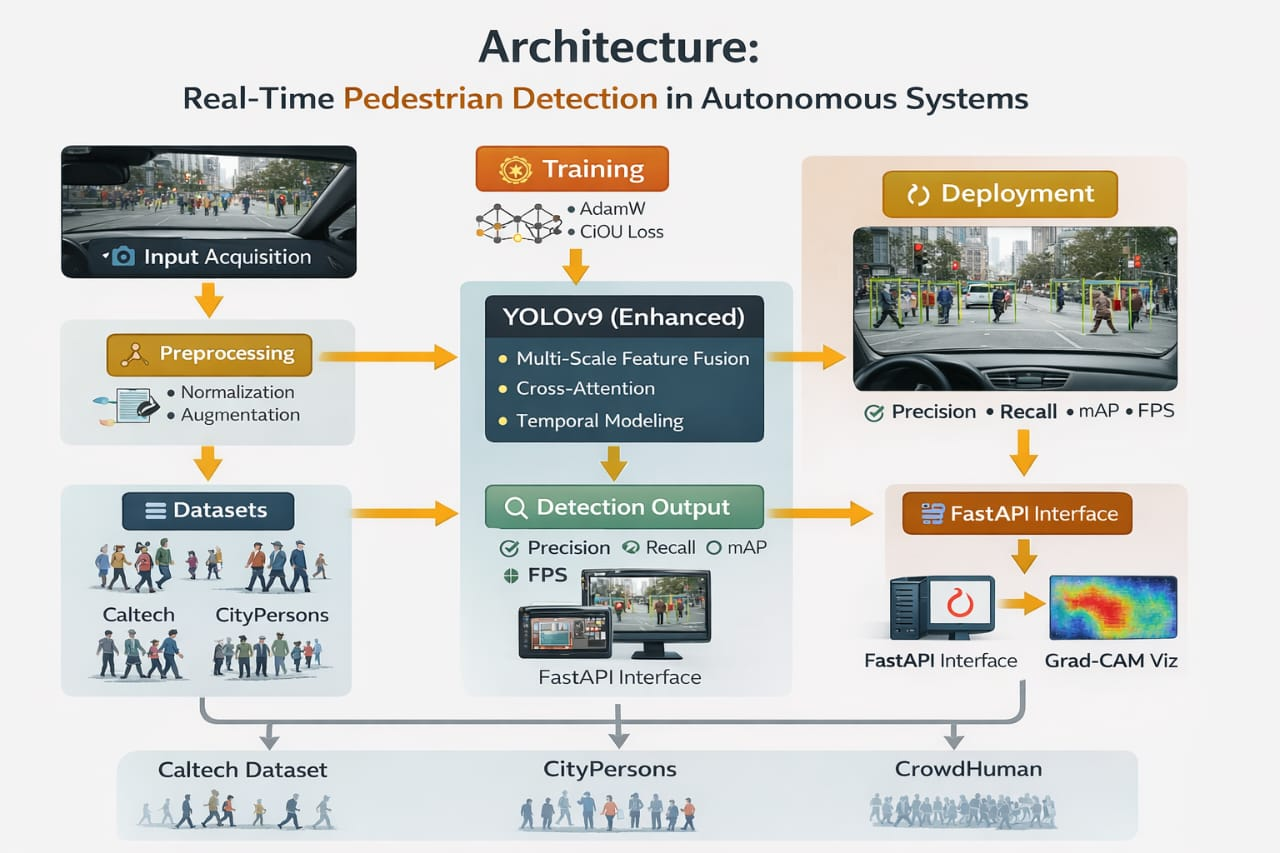 Architecture:
Real-Time Pedestrian Detection in Autonomous Systems
Input Acquisition
Preprocessing
• Normalization
• Augmentation
Datasets
Caltech
CityPersons
Training
• AdamW
• CiOU Loss
YOLOv9 (Enhanced)
• Multi-Scale Feature Fusion
• Cross-Attention
• Temporal Modeling
Detection Output
Precision Recall mAP
FPS
FastAPI Interface
Deployment
Precision • Recall • mAP • FPS
FastAPI Interface
FastAPI Interface
Grad-CAM Viz
Caltech Dataset
CityPersons
CrowdHuman